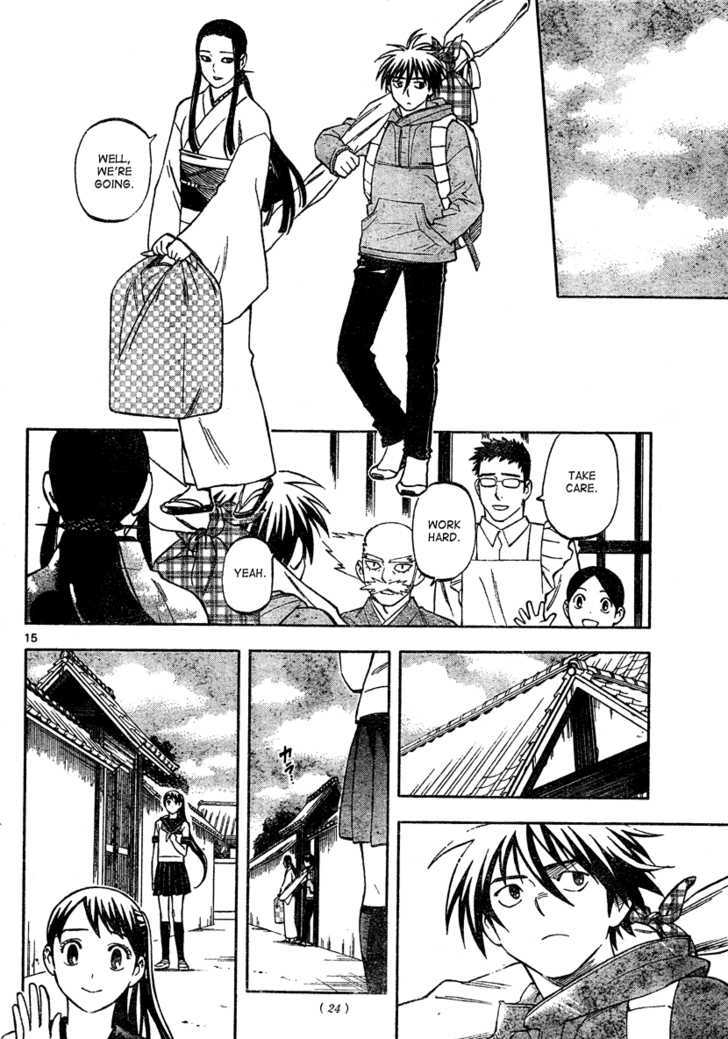 WELL,
WE'RE
GOING.
TAKE
CARE.
WORK
HARD.
YEAH.
15
カラ
(24)